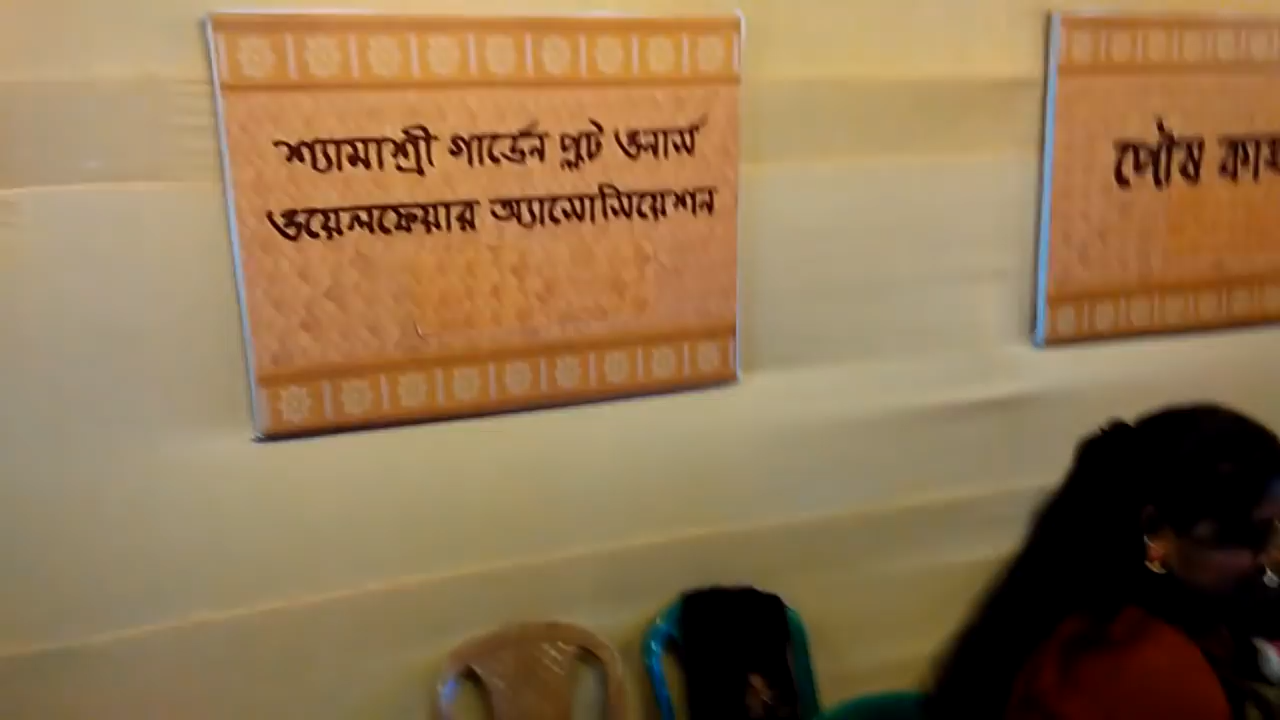 শ্যামাশ্রী গার্ডেন প্লট ওনার্স
ওয়েলফেয়ার অ্যাসোসিয়েশন
পৌষ